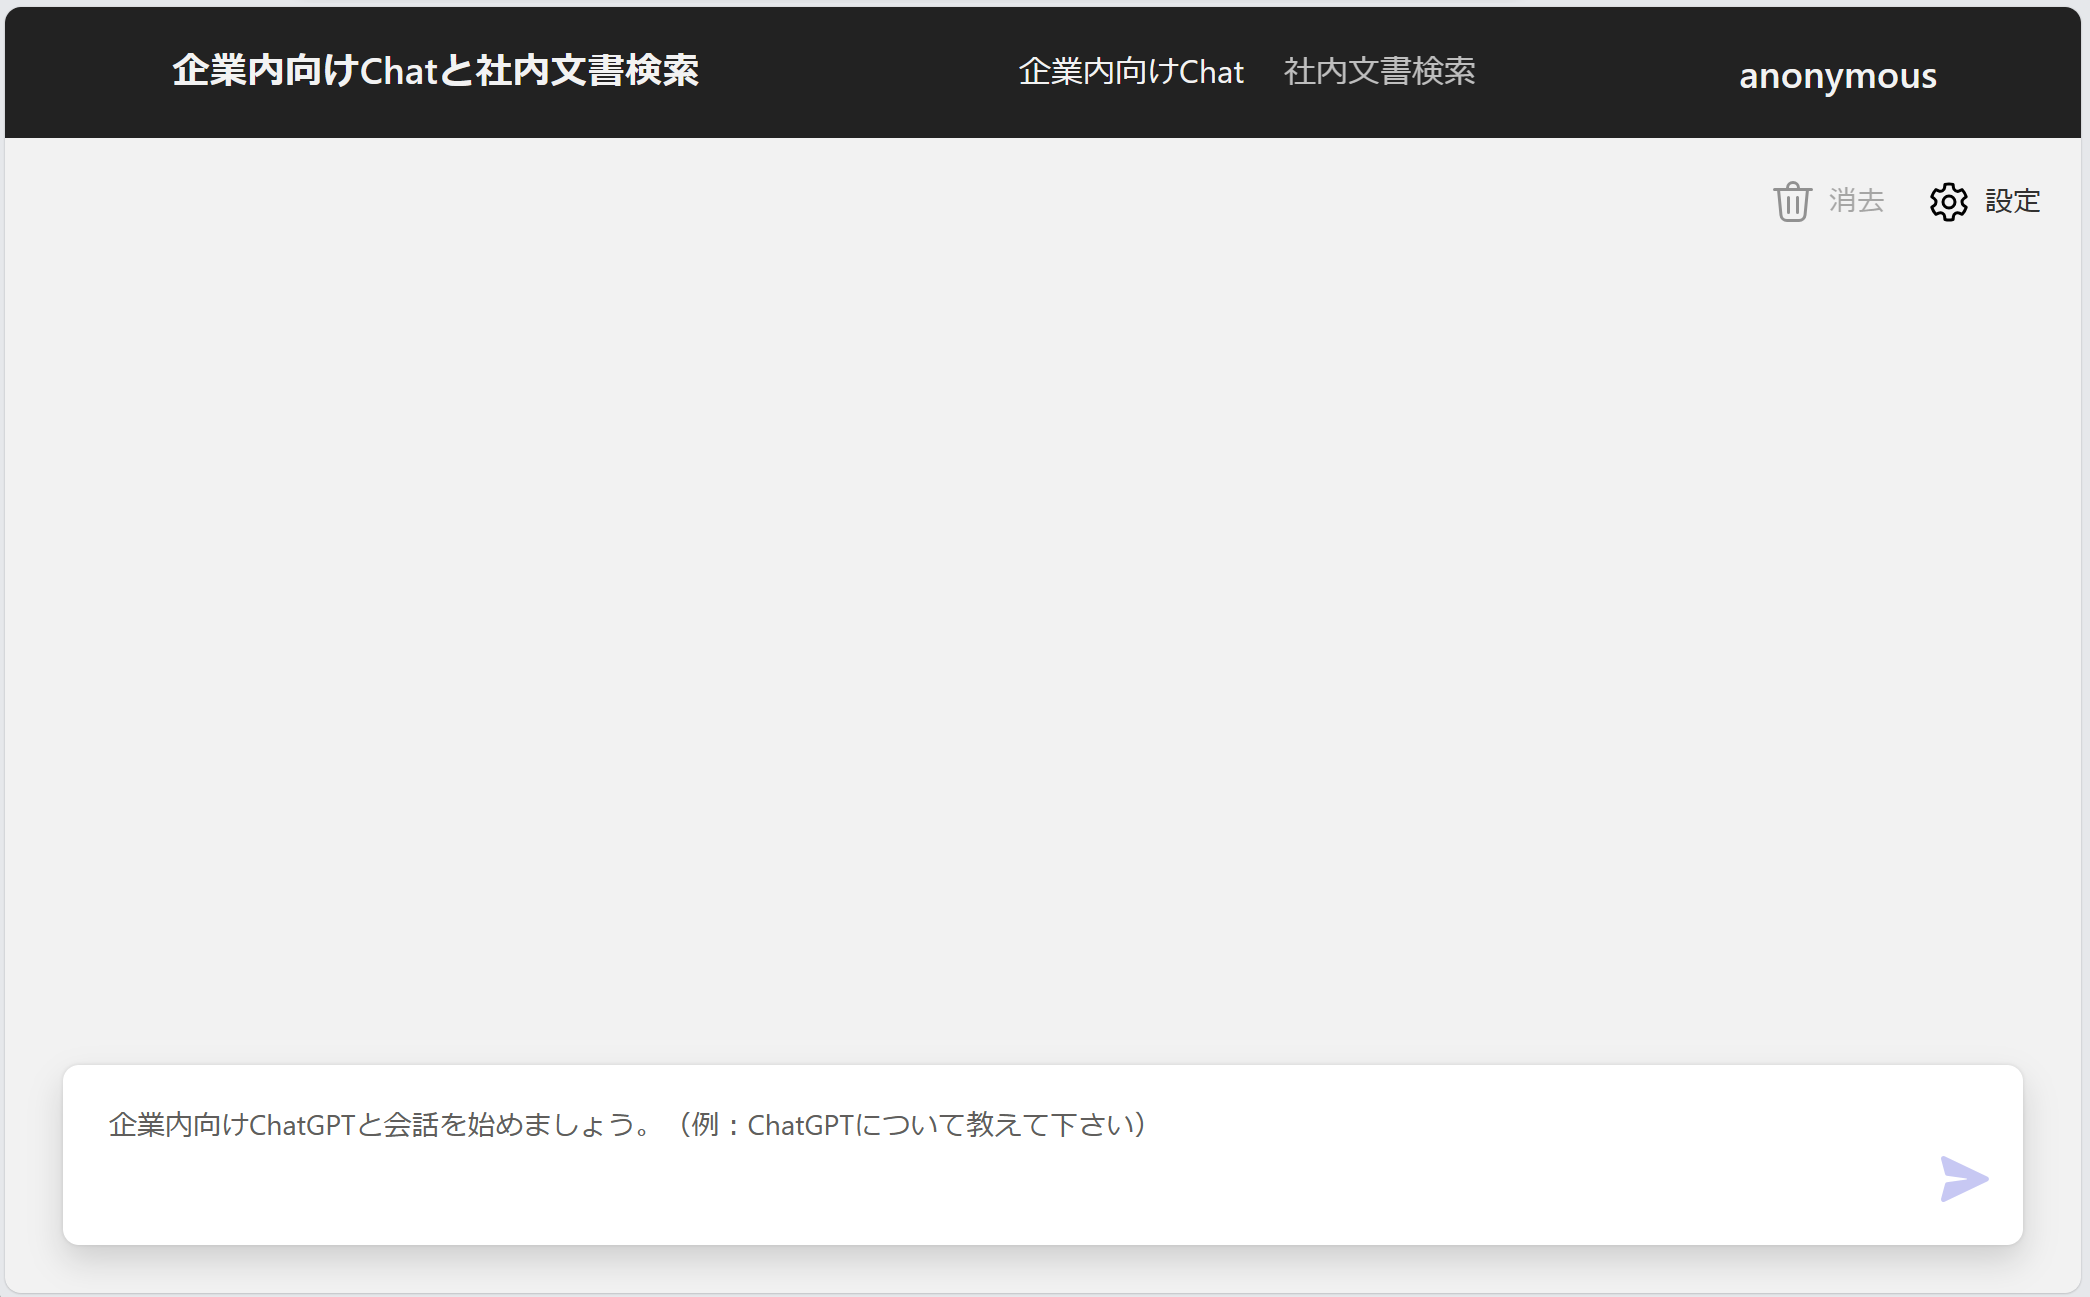 企業内向けChatと社内文書検索
企業内向けChat
社内文書検索
anonymous
消去
設定
企業内向けChatGPTと会話を始めましょう。（例：ChatGPTについて教えて下さい）